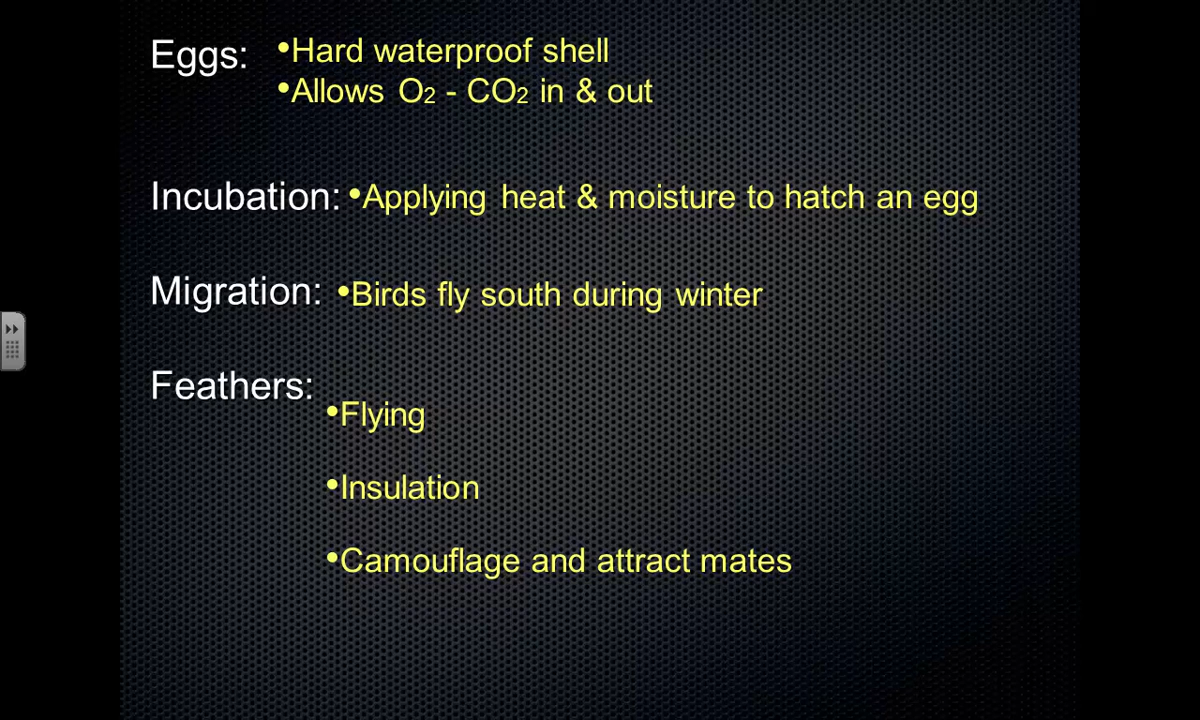 Eggs: •Hard waterproof shell
•Allows O2 - CO2 in & out
Incubation: •Applying heat & moisture to hatch an egg
Migration: •Birds fly south during winter
Feathers:
•Flying
•Insulation
•Camouflage and attract mates